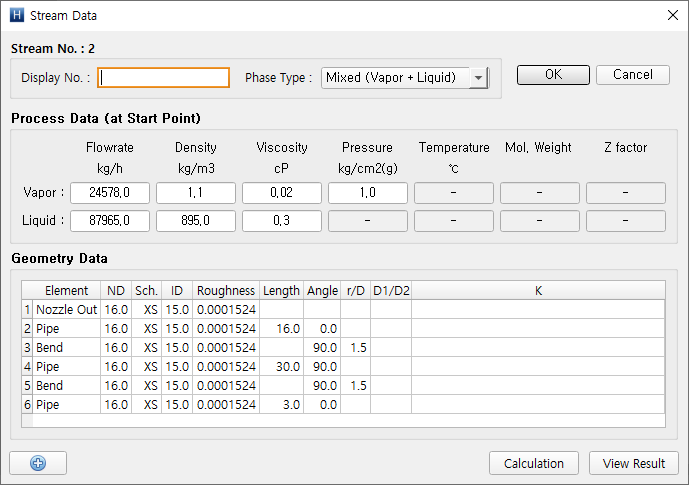 Stream Data
Stream No. : 2
Display No. : Phase Type : Mixed (Vapor + Liquid) OK Cancel
Process Data (at Start Point)
Flowrate Density Viscosity Pressure Temperature Mol. Weight Z factor
kg/h kg/m3 cP kg/cm2(g) ℃
Vapor : 24578.0 1.1 0.02 1.0 - - -
Liquid : 87965.0 895.0 0.3 - - - -
Geometry Data
Element ND Sch. ID Roughness Length Angle r/D D1/D2 K
1 Nozzle Out 16.0 XS 15.0 0.0001524
2 Pipe 16.0 XS 15.0 0.0001524 16.0 0.0
3 Bend 16.0 XS 15.0 0.0001524 90.0 1.5
4 Pipe 16.0 XS 15.0 0.0001524 30.0 90.0
5 Bend 16.0 XS 15.0 0.0001524 90.0 1.5
6 Pipe 16.0 XS 15.0 0.0001524 3.0 0.0
Calculation View Result